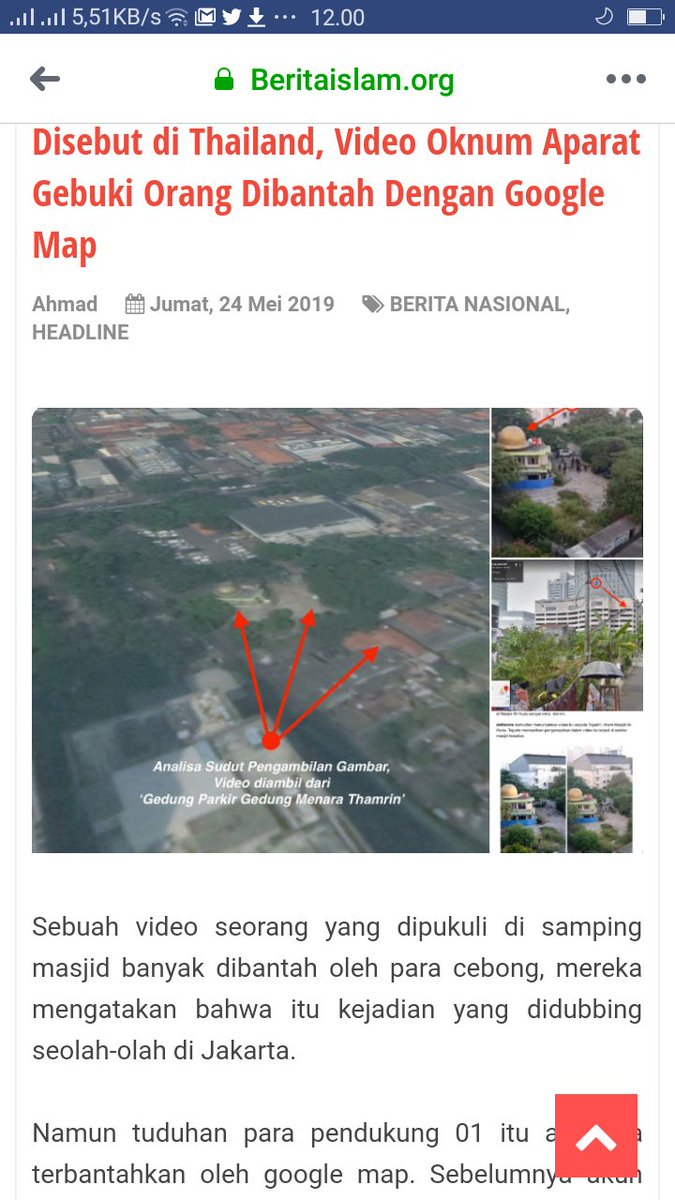 5,51KB/s 12.00
Beritaislam.org
Disebut di Thailand, Video Oknum Aparat
Gebuki Orang Dibantah Dengan Google
Map
Ahmad Jumat, 24 Mei 2019 BERITA NASIONAL,
HEADLINE
Analisa Sudut Pengambilan Gambar,
Video diambil dari
'Gedung Parkir Gedung Menara Thamrin'
Sebuah video seorang yang dipukuli di samping
masjid banyak dibantah oleh para cebong, mereka
mengatakan bahwa itu kejadian yang didubbing
seolah-olah di Jakarta.
Namun tuduhan para pendukung 01 itu
terbantahkan oleh google map. Sebelumnya akun